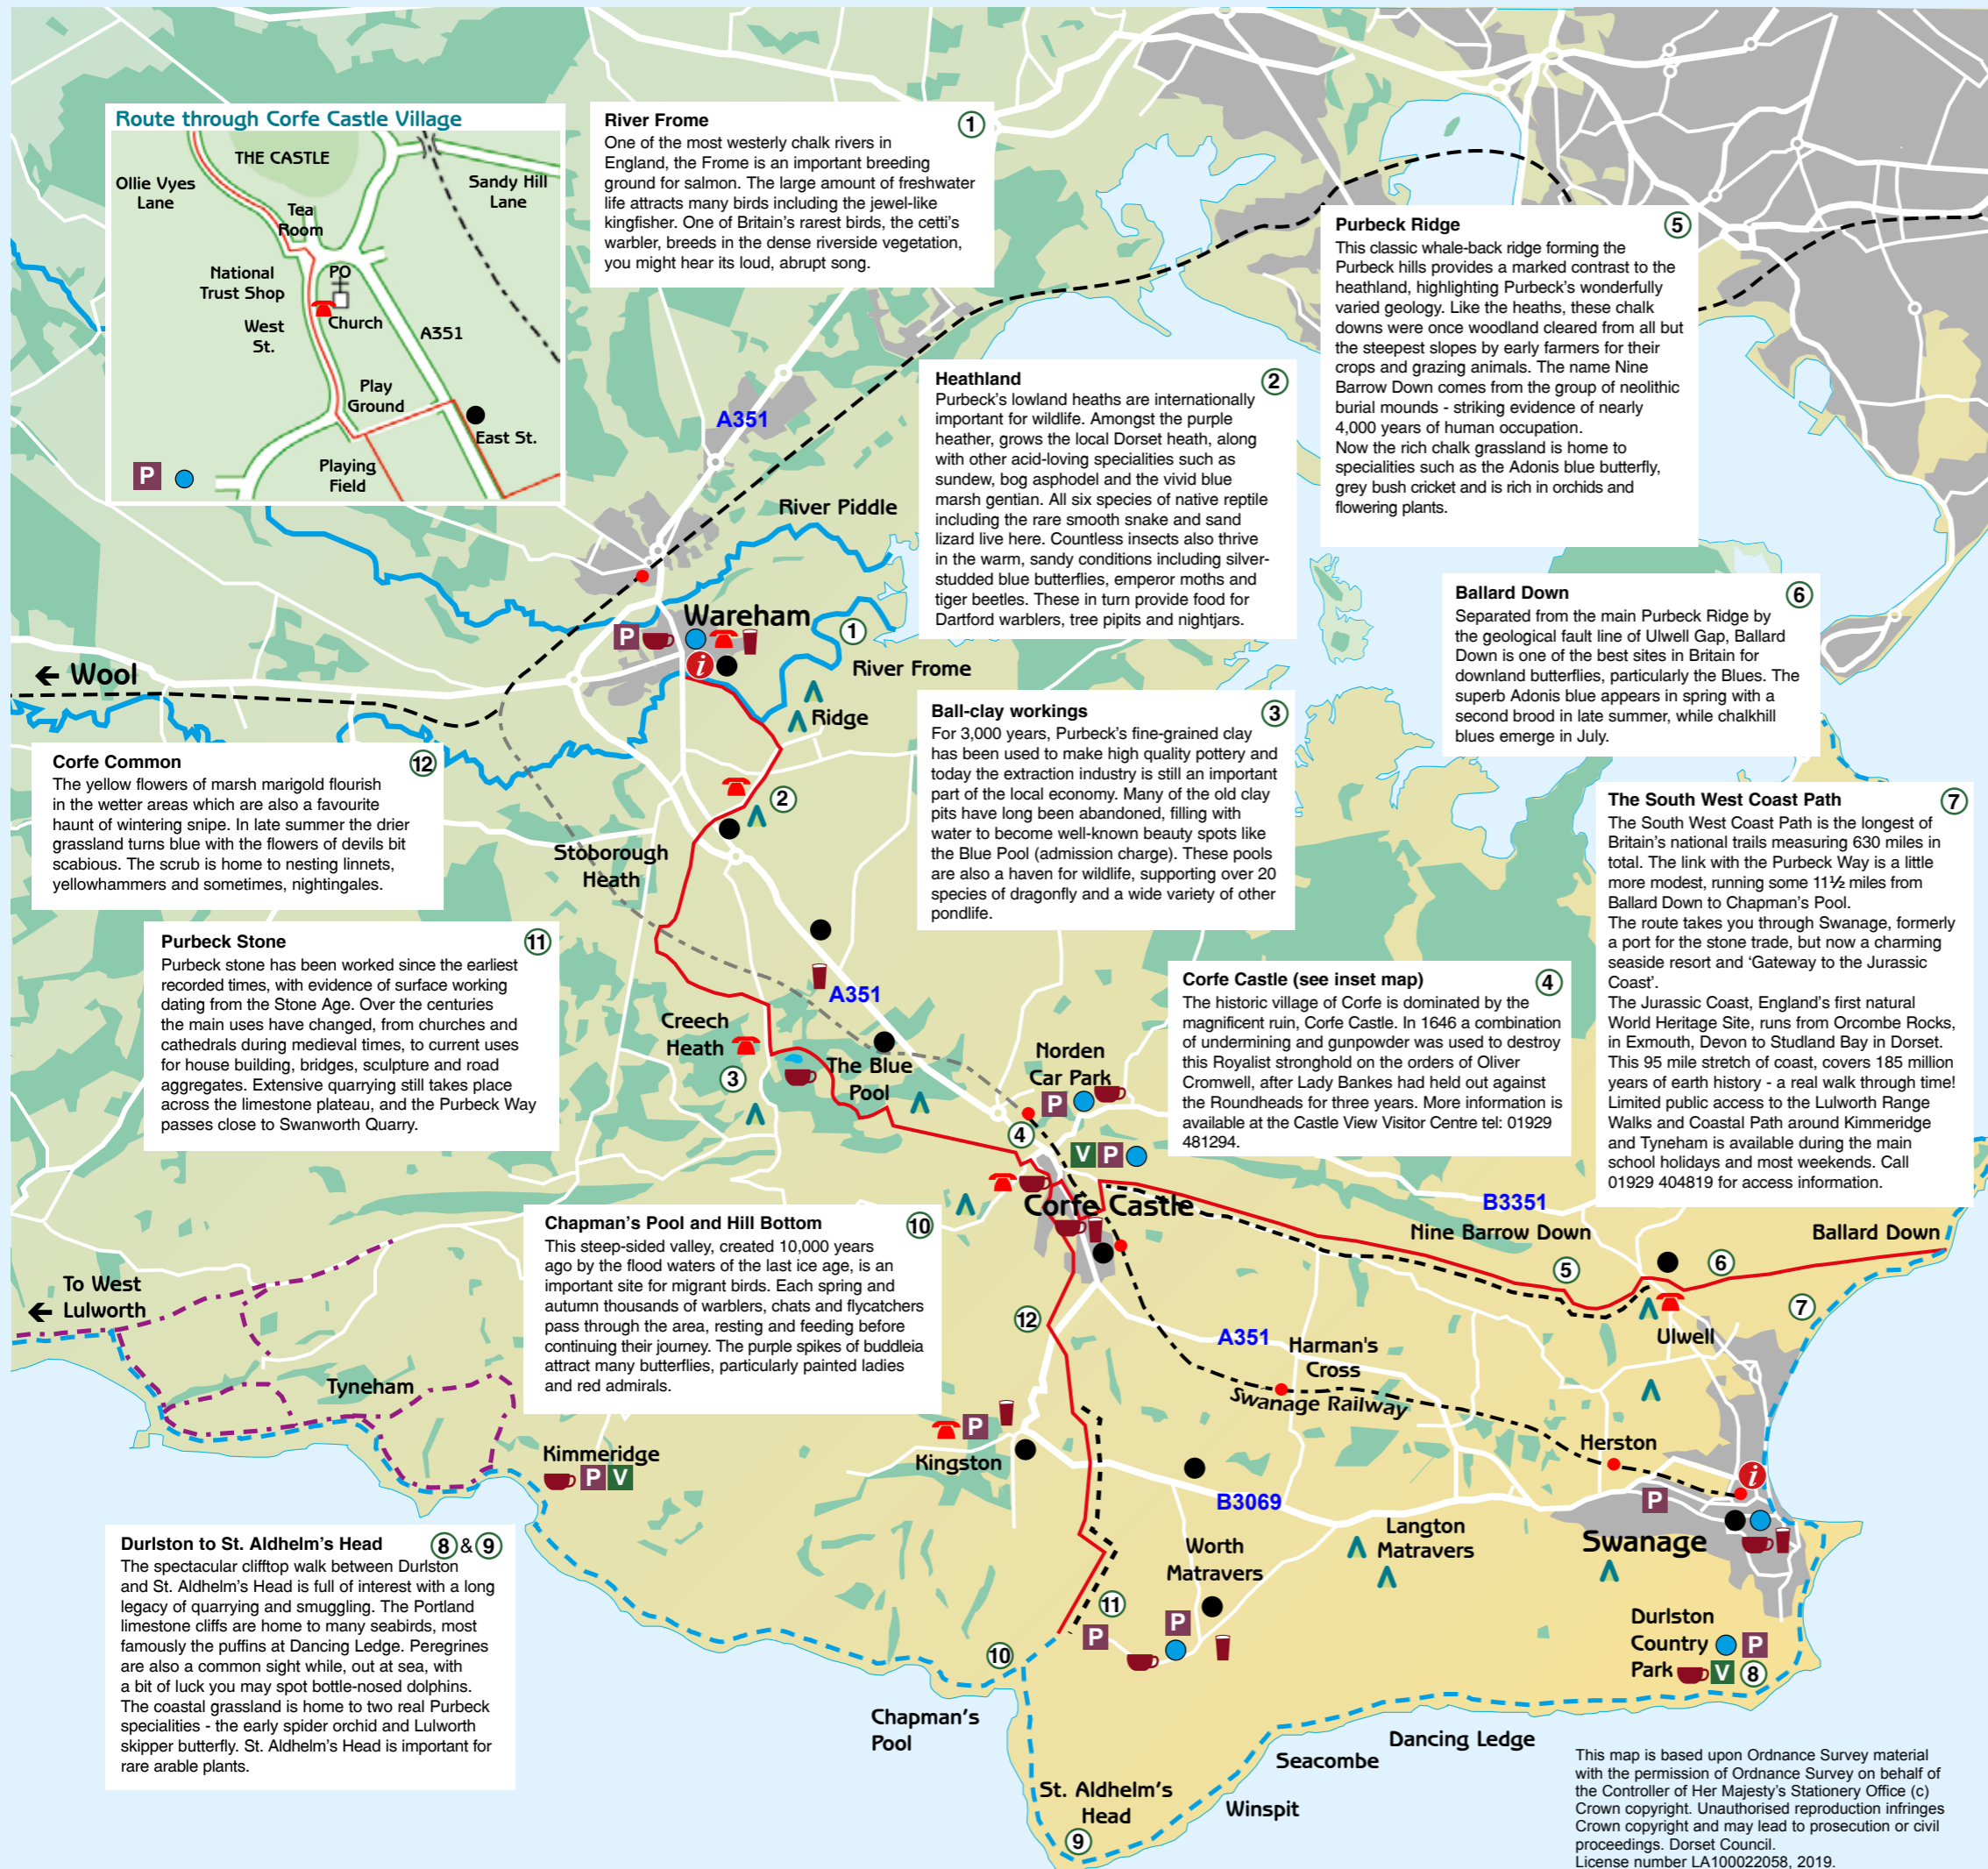 Route through Corfe Castle Village
THE CASTLE
Ollie Vyes
Lane
Sandy Hill
Lane
Tea
Room
National
Trust Shop
PO
Church
West
St.
A351
Play
Ground
East St.
Playing
Field
P
River Frome
1
One of the most westerly chalk rivers in
England, the Frome is an important breeding
ground for salmon. The large amount of freshwater
life attracts many birds including the jewel-like
kingfisher. One of Britain's rarest birds, the cetti's
warbler, breeds in the dense riverside vegetation,
you might hear its loud, abrupt song.
Purbeck Ridge
5
This classic whale-back ridge forming the
Purbeck hills provides a marked contrast to the
heathland, highlighting Purbeck's wonderfully
varied geology. Like the heaths, these chalk
downs were once woodland cleared from all but
the steepest slopes by early farmers for their
crops and grazing animals. The name Nine
Barrow Down comes from the group of neolithic
burial mounds - striking evidence of nearly
4,000 years of human occupation.
Now the rich chalk grassland is home to
specialities such as the Adonis blue butterfly,
grey bush cricket and is rich in orchids and
flowering plants.
Heathland
2
Purbeck's lowland heaths are internationally
important for wildlife. Amongst the purple
heather, grows the local Dorset heath, along
with other acid-loving specialities such as
sundew, bog asphodel and the vivid blue
marsh gentian. All six species of native reptile
including the rare smooth snake and sand
lizard live here. Countless insects also thrive
in the warm, sandy conditions including silver-
studded blue butterflies, emperor moths and
tiger beetles. These in turn provide food for
Dartford warblers, tree pipits and nightjars.
A351
River Piddle
Wareham
P
i
1
River Frome
Ridge
← Wool
Ballard Down
6
Separated from the main Purbeck Ridge by
the geological fault line of Ulwell Gap, Ballard
Down is one of the best sites in Britain for
downland butterflies, particularly the Blues. The
superb Adonis blue appears in spring with a
second brood in late summer, while chalkhill
blues emerge in July.
Ball-clay workings
3
For 3,000 years, Purbeck's fine-grained clay
has been used to make high quality pottery and
today the extraction industry is still an important
part of the local economy. Many of the old clay
pits have long been abandoned, filling with
water to become well-known beauty spots like
the Blue Pool (admission charge). These pools
are also a haven for wildlife, supporting over 20
species of dragonfly and a wide variety of other
pondlife.
Corfe Common
12
The yellow flowers of marsh marigold flourish
in the wetter areas which are also a favourite
haunt of wintering snipe. In late summer the drier
grassland turns blue with the flowers of devils bit
scabious. The scrub is home to nesting linnets,
yellowhammers and sometimes, nightingales.
2
Stoborough
Heath
The South West Coast Path
7
The South West Coast Path is the longest of
Britain's national trails measuring 630 miles in
total. The link with the Purbeck Way is a little
more modest, running some 11½ miles from
Ballard Down to Chapman's Pool.
The route takes you through Swanage, formerly
a port for the stone trade, but now a charming
seaside resort and 'Gateway to the Jurassic
Coast'.
The Jurassic Coast, England's first natural
World Heritage Site, runs from Orcombe Rocks,
in Exmouth, Devon to Studland Bay in Dorset.
This 95 mile stretch of coast, covers 185 million
years of earth history - a real walk through time!
Limited public access to the Lulworth Range
Walks and Coastal Path around Kimmeridge
and Tyneham is available during the main
school holidays and most weekends. Call
01929 404819 for access information.
Purbeck Stone
11
Purbeck stone has been worked since the earliest
recorded times, with evidence of surface working
dating from the Stone Age. Over the centuries
the main uses have changed, from churches and
cathedrals during medieval times, to current uses
for house building, bridges, sculpture and road
aggregates. Extensive quarrying still takes place
across the limestone plateau, and the Purbeck Way
passes close to Swanworth Quarry.
A351
Creech
Heath
3
The Blue
Pool
Norden
Car Park
P
4
V P
Corfe Castle (see inset map)
4
The historic village of Corfe is dominated by the
magnificent ruin, Corfe Castle. In 1646 a combination
of undermining and gunpowder was used to destroy
this Royalist stronghold on the orders of Oliver
Cromwell, after Lady Bankes had held out against
the Roundheads for three years. More information is
available at the Castle View Visitor Centre tel: 01929
481294.
Corfe Castle
B3351
Nine Barrow Down
Ballard Down
5
6
7
Ulwell
Chapman's Pool and Hill Bottom
10
This steep-sided valley, created 10,000 years
ago by the flood waters of the last ice age, is an
important site for migrant birds. Each spring and
autumn thousands of warblers, chats and flycatchers
pass through the area, resting and feeding before
continuing their journey. The purple spikes of buddleia
attract many butterflies, particularly painted ladies
and red admirals.
To West
← Lulworth
Tyneham
12
A351
Harman's
Cross
Swanage Railway
Kimmeridge
P V
P
Kingston
B3069
Herston
i
P
Swanage
Langton
Matravers
Worth
Matravers
11
P
P
10
Durlston
Country
Park
P
V
8
Durlston to St. Aldhelm's Head
8 & 9
The spectacular clifftop walk between Durlston
and St. Aldhelm's Head is full of interest with a long
legacy of quarrying and smuggling. The Portland
limestone cliffs are home to many seabirds, most
famously the puffins at Dancing Ledge. Peregrines
are also a common sight while, out at sea, with
a bit of luck you may spot bottle-nosed dolphins.
The coastal grassland is home to two real Purbeck
specialities - the early spider orchid and Lulworth
skipper butterfly. St. Aldhelm's Head is important for
rare arable plants.
Chapman's
Pool
Dancing Ledge
Seacombe
Winspit
St. Aldhelm's
Head
9
This map is based upon Ordnance Survey material
with the permission of Ordnance Survey on behalf of
the Controller of Her Majesty's Stationery Office (c)
Crown copyright. Unauthorised reproduction infringes
Crown copyright and may lead to prosecution or civil
proceedings. Dorset Council.
License number LA100022058, 2019.